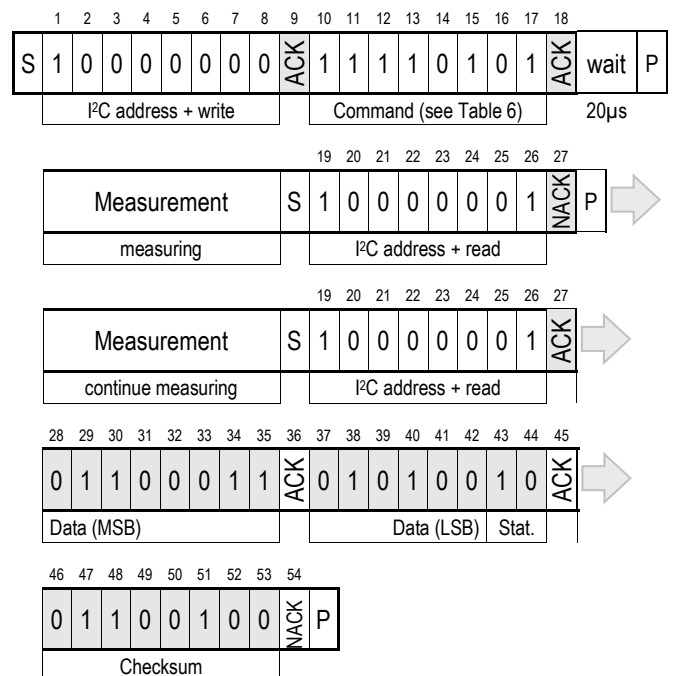 1 2 3 4 5 6 7 8 9 10 11 12 13 14 15 16 17 18
S 1 0 0 0 0 0 0 0 ACK 1 1 1 1 0 1 0 1 ACK wait P
I²C address + write Command (see Table 6) 20µs
19 20 21 22 23 24 25 26 27
Measurement S 1 0 0 0 0 0 0 1 NACK P
measuring I²C address + read
19 20 21 22 23 24 25 26 27
Measurement S 1 0 0 0 0 0 0 1 ACK
continue measuring I²C address + read
28 29 30 31 32 33 34 35 36 37 38 39 40 41 42 43 44 45
0 1 1 0 0 0 1 1 ACK 0 1 0 1 0 0 1 0 ACK
Data (MSB) Data (LSB) Stat.
46 47 48 49 50 51 52 53 54
0 1 1 0 0 1 0 0 NACK P
Checksum